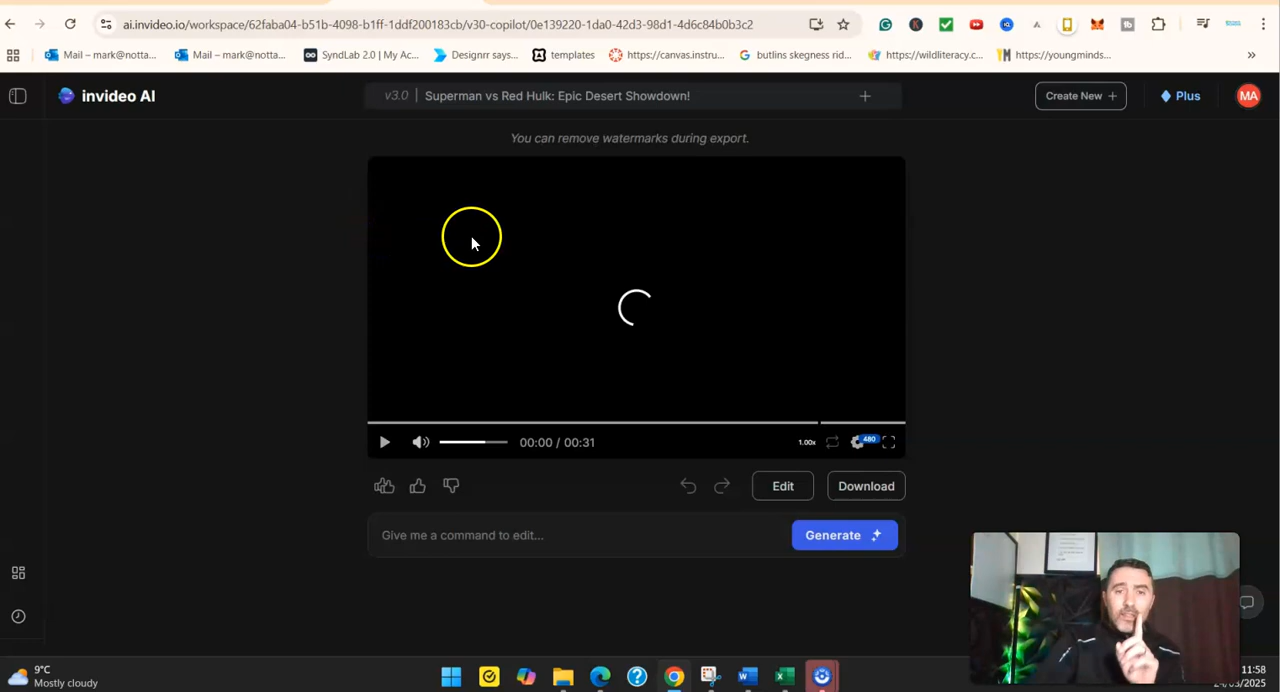 ai.invideo.io/workspace/62faba04-b51b-4098-b1ff-1ddf200183cb/v30-copilot/0e139220-1da0-42d3-98d1-4d6c84b0b3c2
Mail – mark@notta...
Mail – mark@notta...
SyndLab 2.0 | My Ac...
Designrr says...
templates
https://canvas.instru...
butlins skegness rid...
https://wildliteracy.c...
https://youngminds...
»
invideo AI
v3.0 | Superman vs Red Hulk: Epic Desert Showdown! +
Create New +
Plus
MA
You can remove watermarks during export.
00:00 / 00:31
1.00x
480
Edit
Download
Give me a command to edit...
Generate
9°C
Mostly cloudy
11:58
24/03/2025